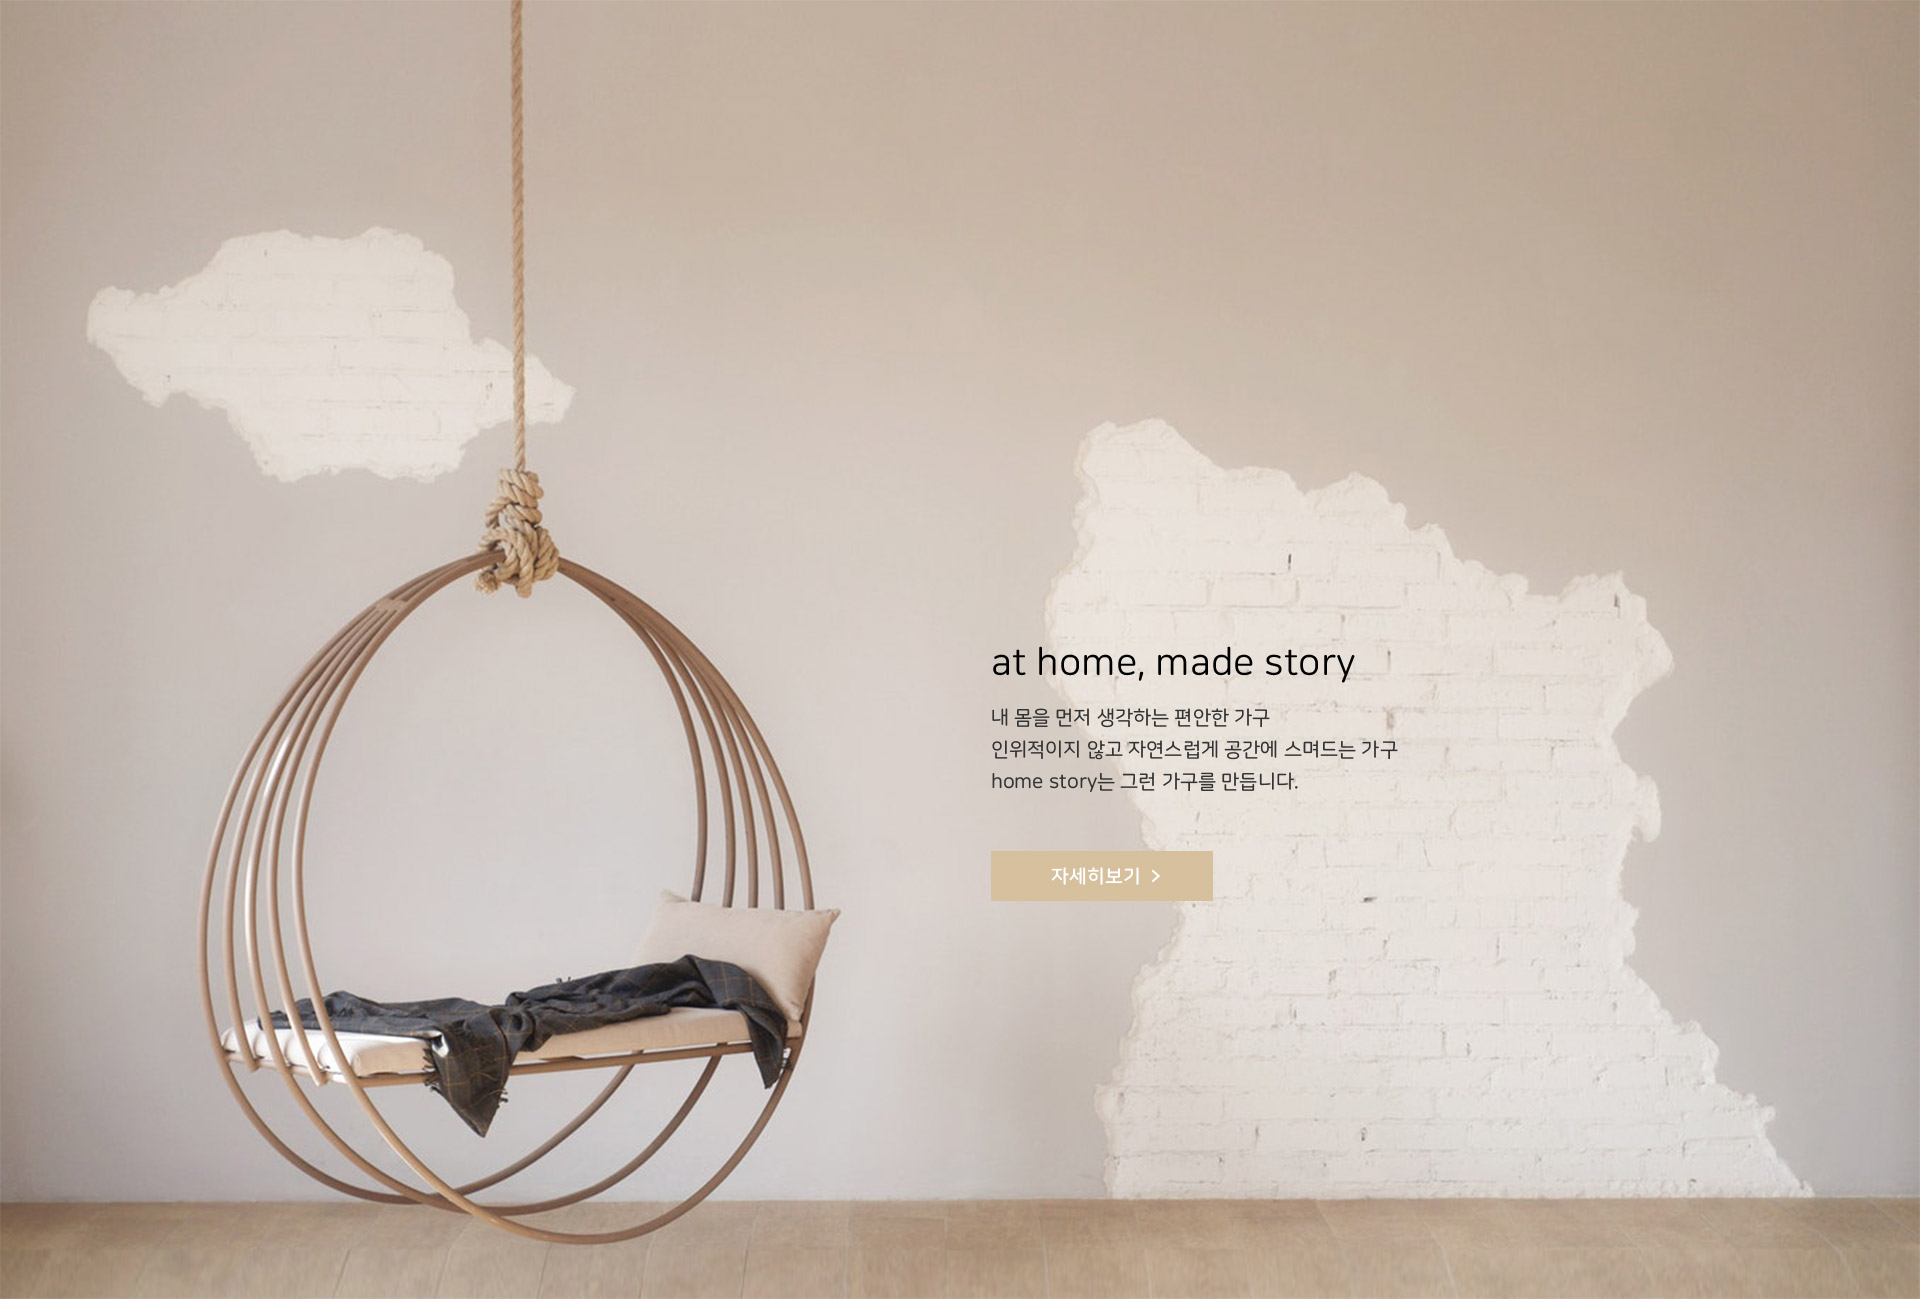 at home, made story
내 몸을 먼저 생각하는 편안한 가구
인위적이지 않고 자연스럽게 공간에 스며드는 가구
home story는 그런 가구를 만듭니다.
자세히보기 >